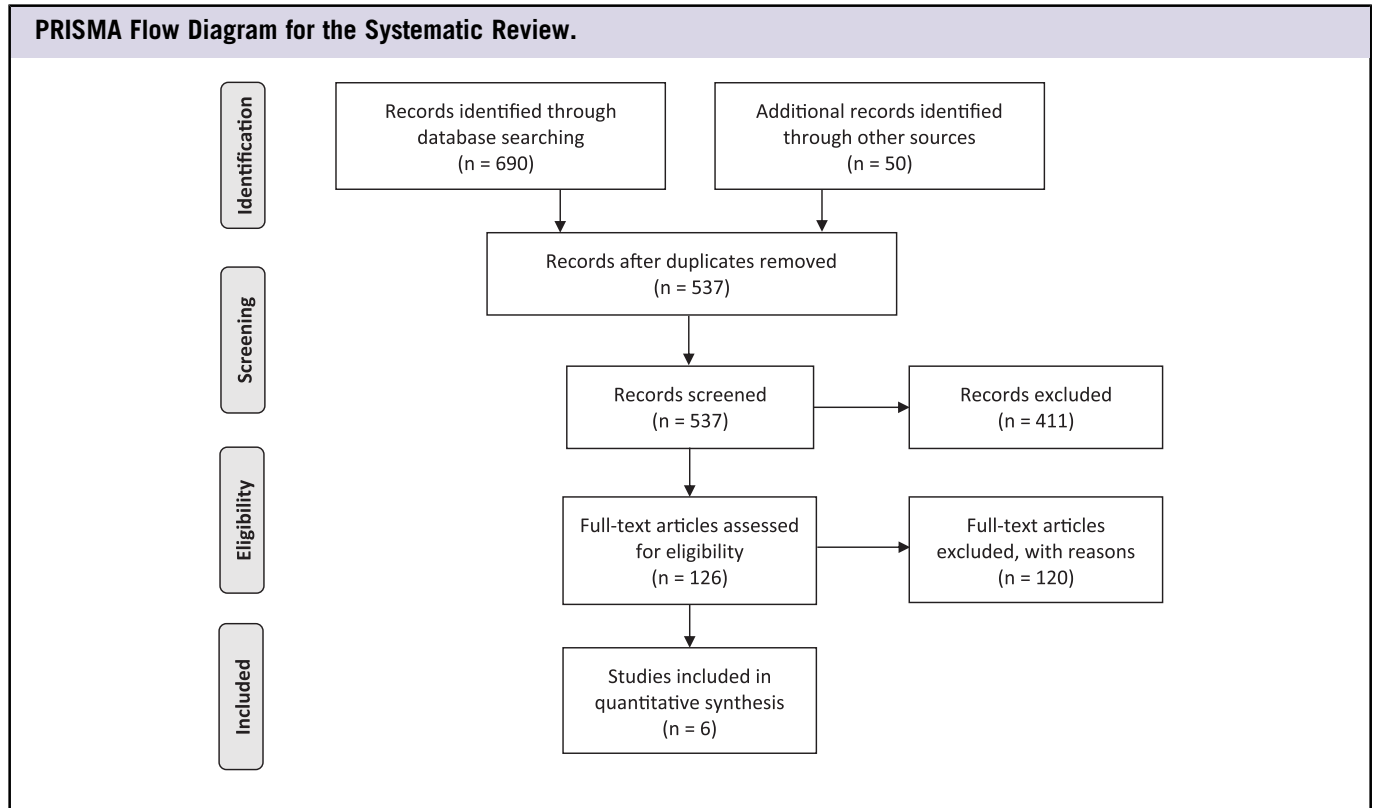 PRISMA Flow Diagram for the Systematic Review.
Identification
Records identified through
database searching
(n = 690)
Additional records identified
through other sources
(n = 50)
Records after duplicates removed
(n = 537)
Screening
Records screened
(n = 537)
Records excluded
(n = 411)
Eligibility
Full-text articles assessed
for eligibility
(n = 126)
Full-text articles
excluded, with reasons
(n = 120)
Included
Studies included in
quantitative synthesis
(n = 6)